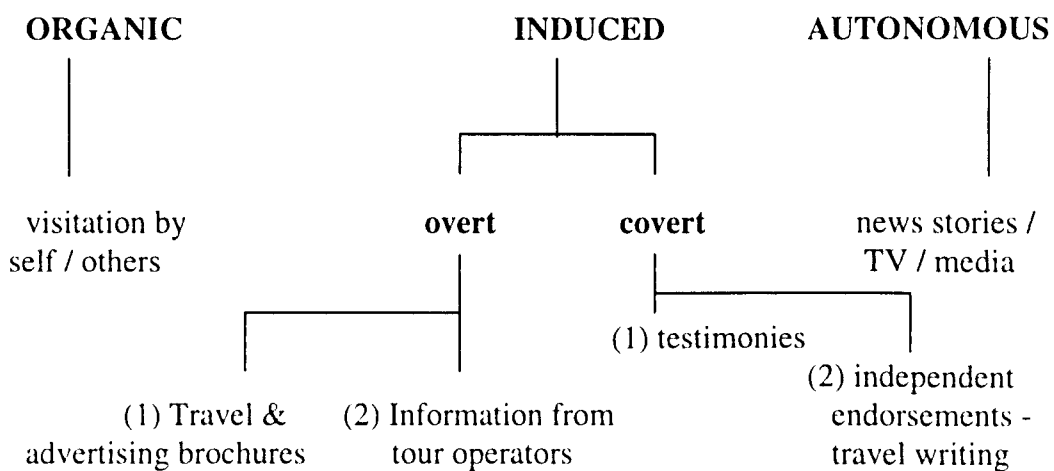 ORGANIC INDUCED AUTONOMOUS
visitation by
self / others
overt
covert
news stories /
TV / media
(1) Travel &
advertising brochures
(2) Information from
tour operators
(1) testimonies
(2) independent
endorsements -
travel writing